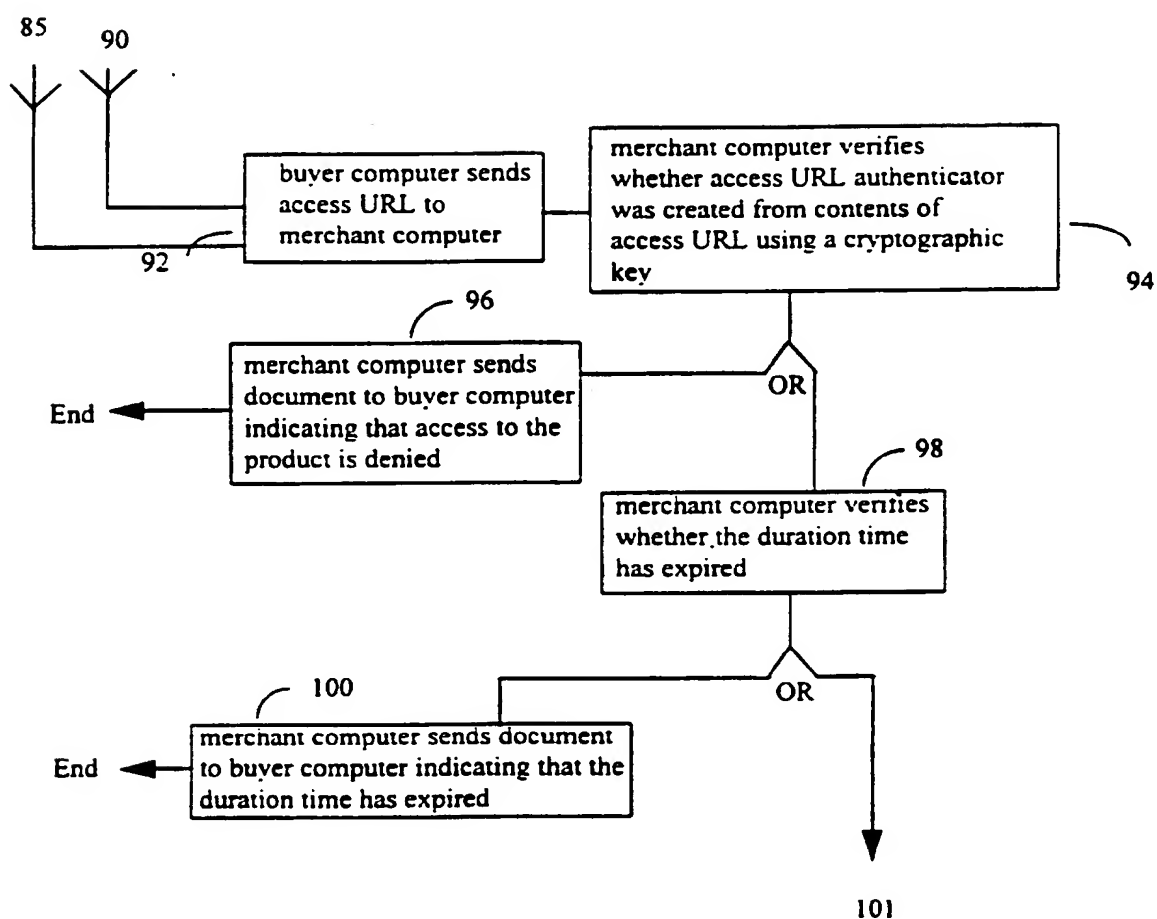 85
90
buyer computer sends
access URL to
merchant computer
92
merchant computer verifies
whether access URL authenticator
was created from contents of
access URL using a cryptographic
key
94
96
merchant computer sends
document to buyer computer
indicating that access to the
product is denied
End
OR
98
merchant computer verifies
whether the duration time
has expired
OR
100
merchant computer sends document
to buyer computer indicating that the
duration time has expired
End
101